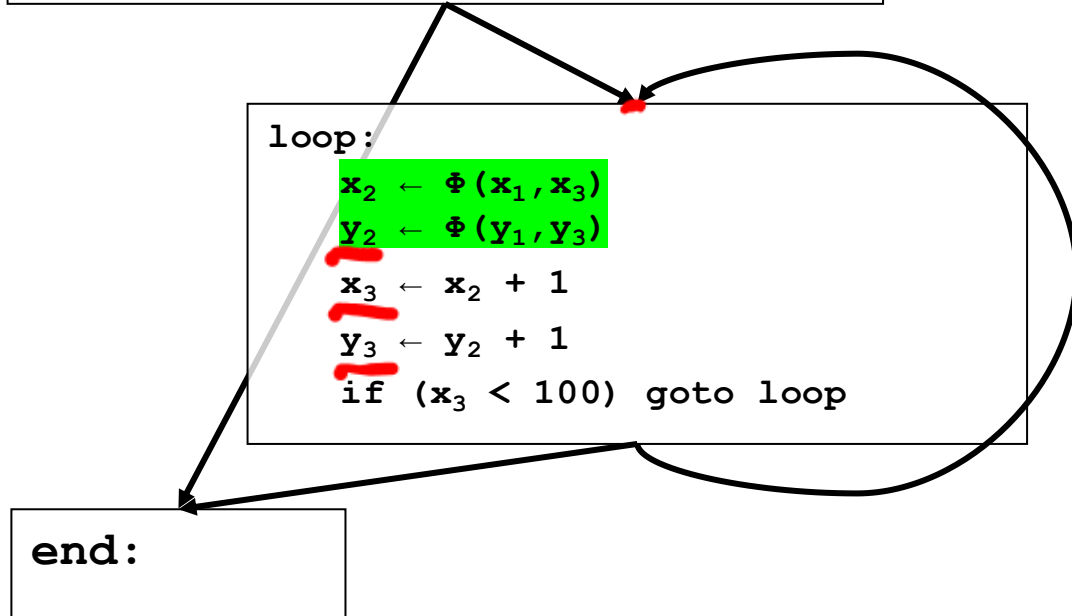 loop:
x₂ ← Φ(x₁,x₃)
y₂ ← Φ(y₁,y₃)
x₃ ← x₂ + 1
y₃ ← y₂ + 1
if (x₃ < 100) goto loop
end: